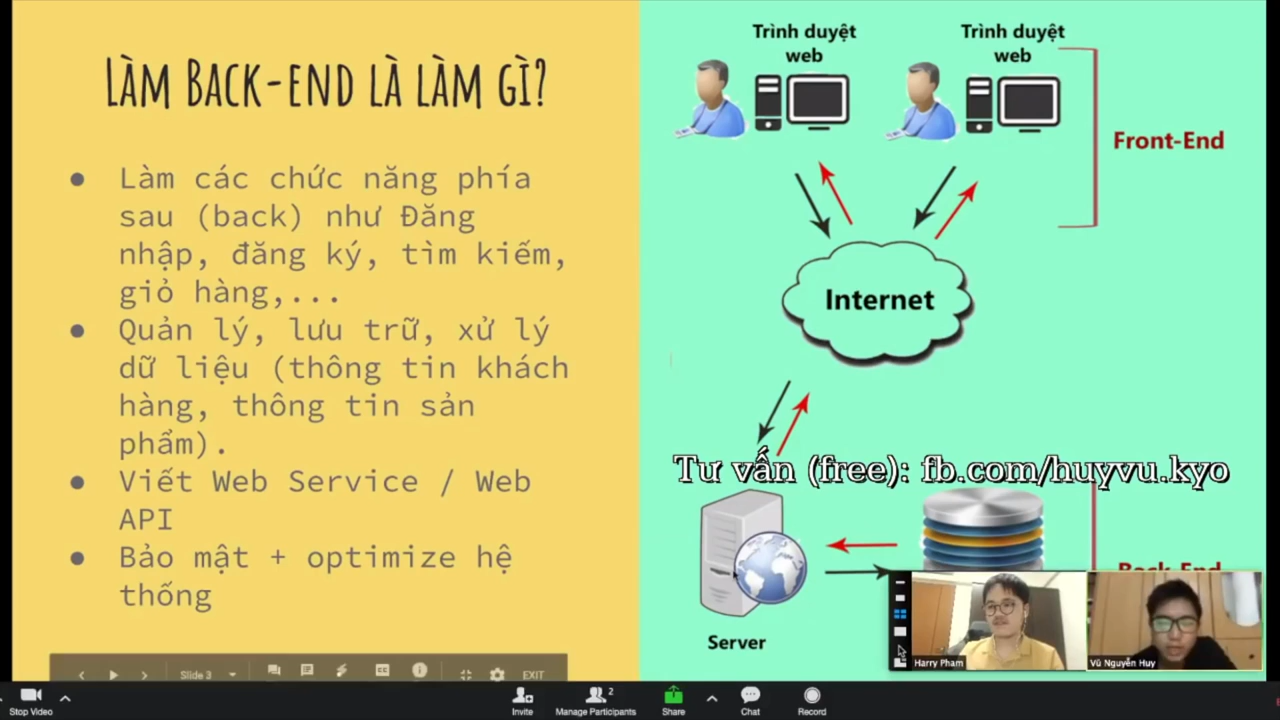 LÀM BACK-END LÀ LÀM GÌ?
● Làm các chức năng phía
sau (back) như Đăng
nhập, đăng ký, tìm kiếm,
giỏ hàng,...
● Quản lý, lưu trữ, xử lý
dữ liệu (thông tin khách
hàng, thông tin sản
phẩm).
● Viết Web Service / Web
API
● Bảo mật + optimize hệ
thống
Trình duyệt
web
Trình duyệt
web
Front-End
Internet
Tư vấn (free): fb.com/huyvu.kyo
Back-End
Server
Harry Pham
Vũ Nguyễn Huy
Slide 3
EXIT
Stop Video
Invite
Manage Participants
2
Share
Chat
Record